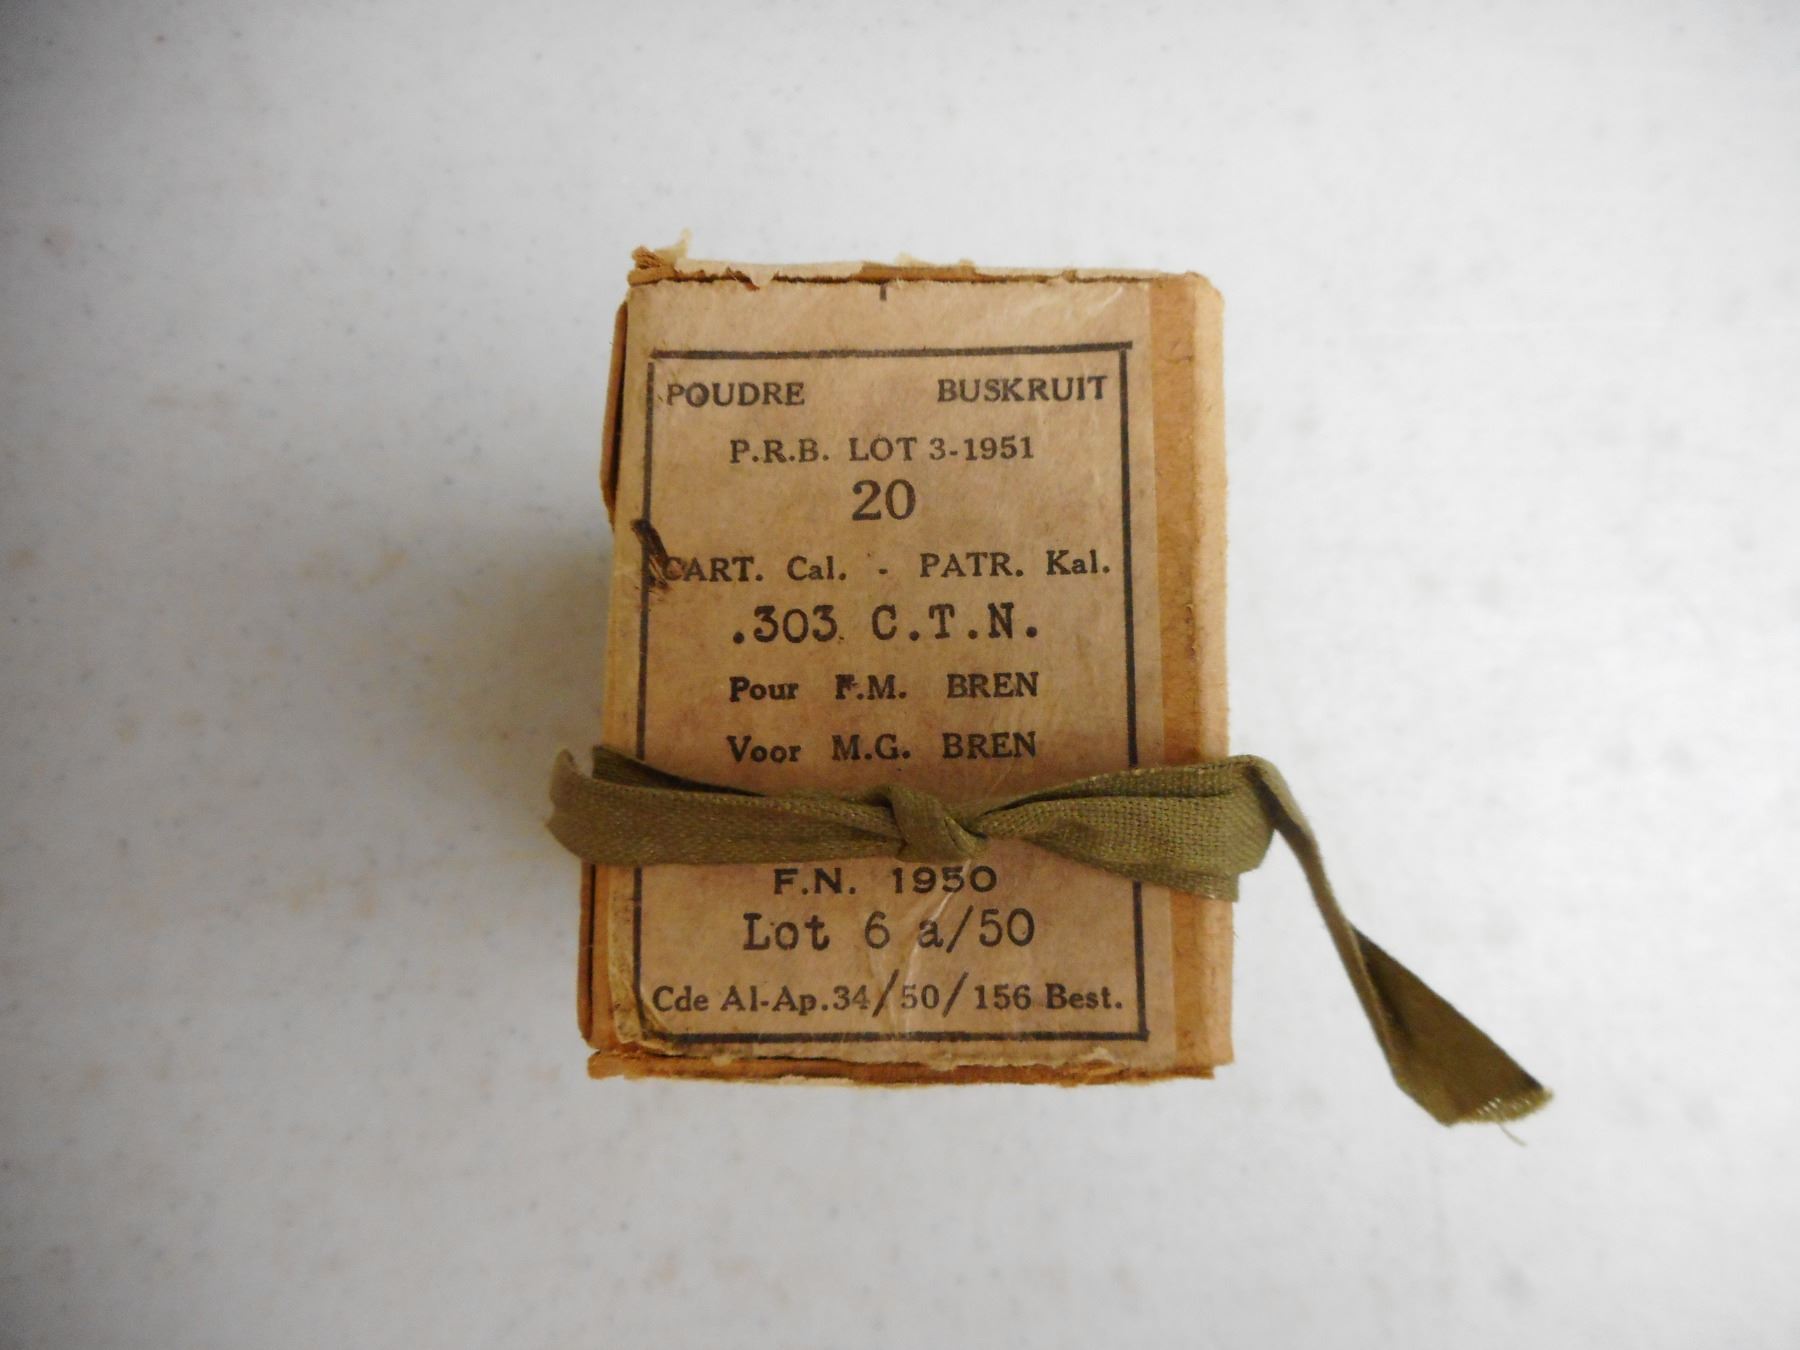 POUDRE BUSKRUIT
P.R.B. LOT 3-1951
20
CART. Cal. - PATR. Kal.
.303 C.T.N.
Pour F.M. BREN
Voor M.G. BREN
F.N. 1950
Lot 6 a/50
Cde Al-Ap.34/50/156 Best.